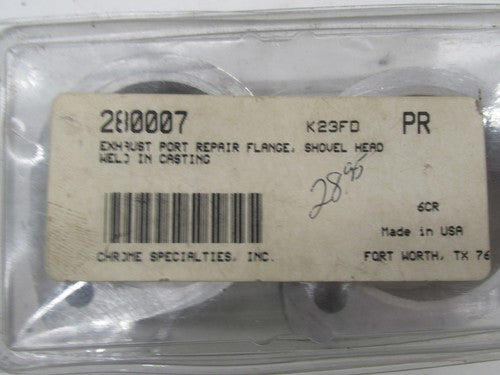 280007 K23FD PR
EXHAUST PORT REPAIR FLANGE, SHOVEL HEAD
WELD IN CASTING
28.95
6CR
Made in USA
CHROME SPECIALTIES, INC. FORT WORTH, TX 76